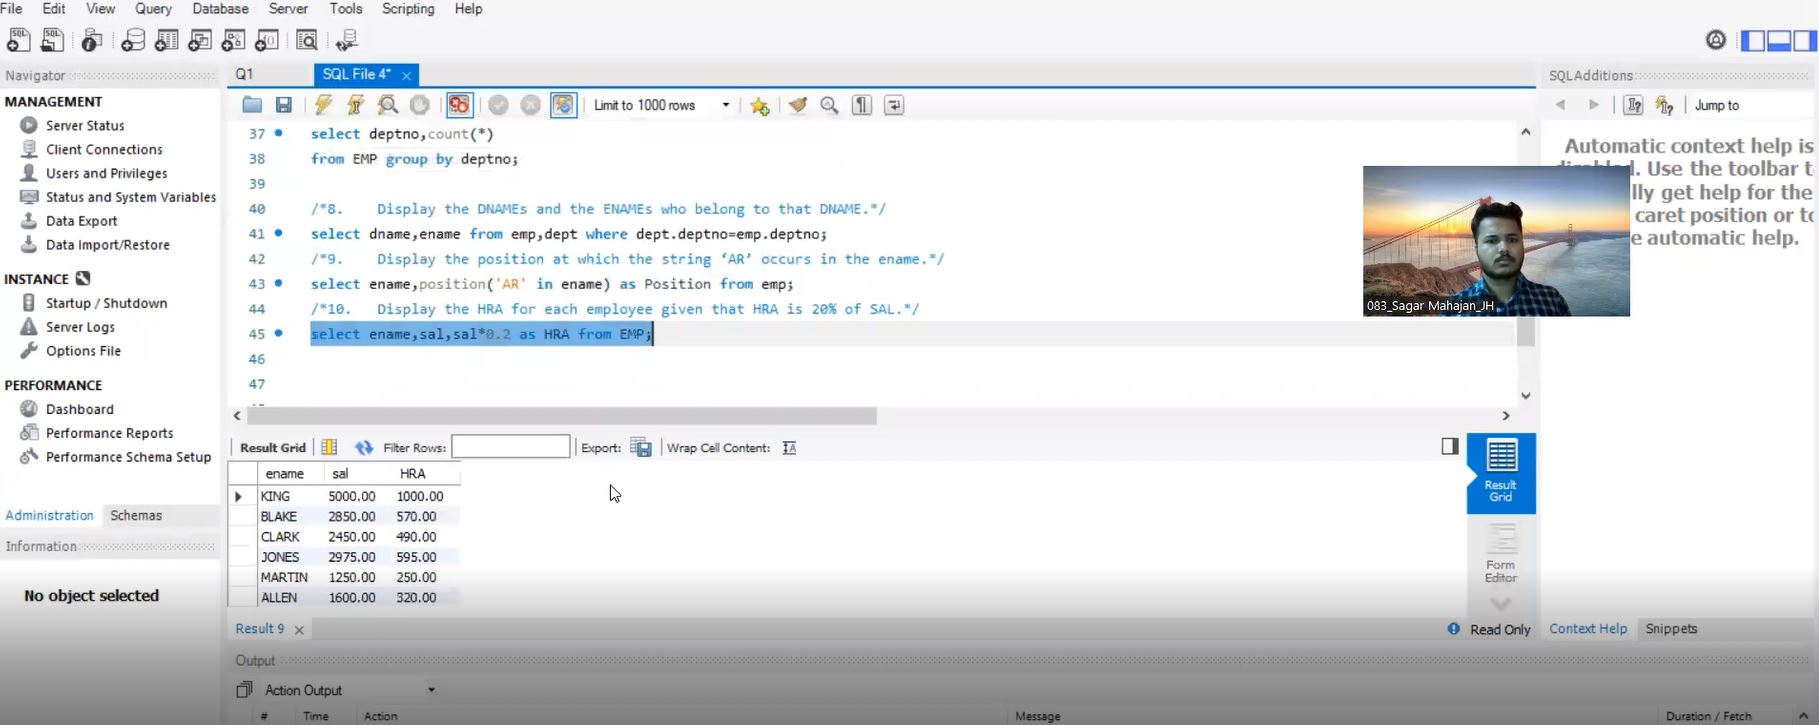 File Edit View Query Database Server Tools Scripting Help
Navigator
MANAGEMENT
Server Status
Client Connections
Users and Privileges
Status and System Variables
Data Export
Data Import/Restore
INSTANCE
Startup / Shutdown
Server Logs
Options File
PERFORMANCE
Dashboard
Performance Reports
Performance Schema Setup
Administration Schemas
Information
No object selected
Q1 SQL File 4*
Limit to 1000 rows
37 select deptno,count(*)
38 from EMP group by deptno;
39
40 /*8. Display the DNAMEs and the ENAMEs who belong to that DNAME.*/
41 select dname,ename from emp,dept where dept.deptno=emp.deptno;
42 /*9. Display the position at which the string ‘AR’ occurs in the ename.*/
43 select ename,position('AR' in ename) as Position from emp;
44 /*10. Display the HRA for each employee given that HRA is 20% of SAL.*/
45 select ename,sal,sal*0.2 as HRA from EMP;
46
47
Result Grid Filter Rows: Export: Wrap Cell Content:
ename sal HRA
KING 5000.00 1000.00
BLAKE 2850.00 570.00
CLARK 2450.00 490.00
JONES 2975.00 595.00
MARTIN 1250.00 250.00
ALLEN 1600.00 320.00
Result Grid
Form Editor
Result 9
Read Only
Output
Action Output
# Time Action Message Duration / Fetch
SQLAdditions
Jump to
Automatic context help is
. Use the toolbar
get help for the
caret position or
automatic help.
083_Sagar Mahajan_JH
Context Help Snippets